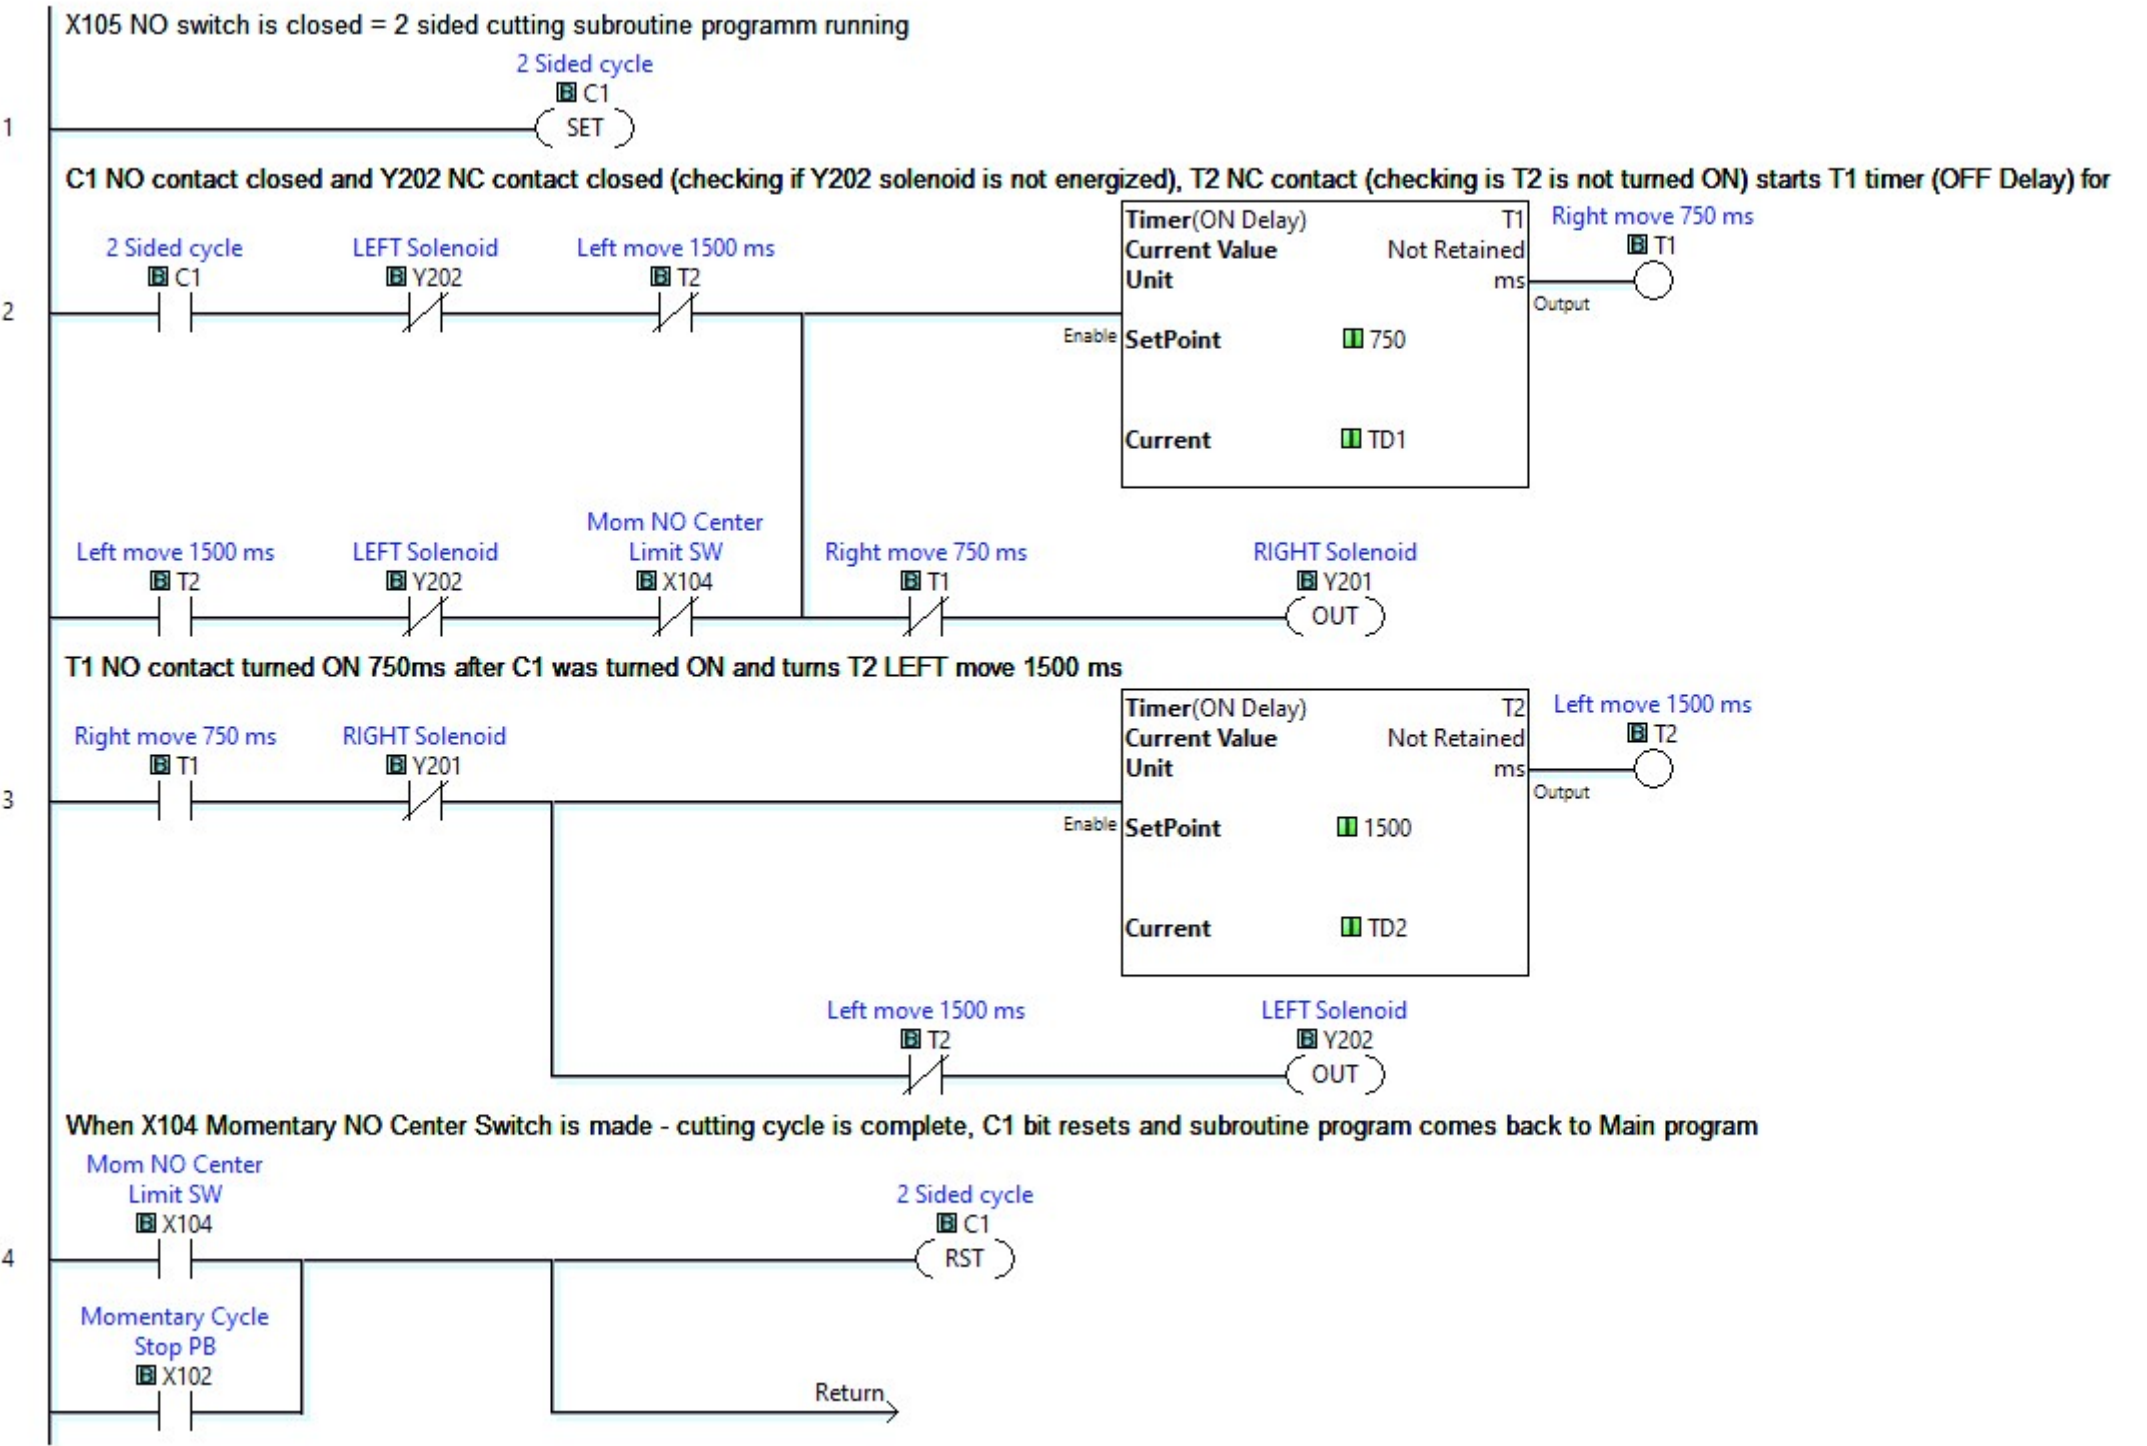 X105 NO switch is closed = 2 sided cutting subroutine programm running
2 Sided cycle
B C1
1
SET
C1 NO contact closed and Y202 NC contact closed (checking if Y202 solenoid is not energized), T2 NC contact (checking is T2 is not turned ON) starts T1 timer (OFF Delay) for
Timer(ON Delay) T1
Right move 750 ms
2 Sided cycle LEFT Solenoid Left move 1500 ms
Current Value Not Retained
B T1
B C1 B Y202 B T2
Unit ms
Output
2
Enable
SetPoint 750
Current TD1
Mom NO Center
Left move 1500 ms LEFT Solenoid Limit SW Right move 750 ms RIGHT Solenoid
B T2 B Y202 B X104 B T1 B Y201
OUT
T1 NO contact turned ON 750ms after C1 was turned ON and turns T2 LEFT move 1500 ms
Timer(ON Delay) T2
Left move 1500 ms
Right move 750 ms RIGHT Solenoid
Current Value Not Retained
B T2
B T1 B Y201
Unit ms
Output
3
Enable
SetPoint 1500
Current TD2
Left move 1500 ms LEFT Solenoid
B T2 B Y202
OUT
When X104 Momentary NO Center Switch is made - cutting cycle is complete, C1 bit resets and subroutine program comes back to Main program
Mom NO Center
Limit SW 2 Sided cycle
B X104 B C1
4
RST
Momentary Cycle
Stop PB
B X102
Return